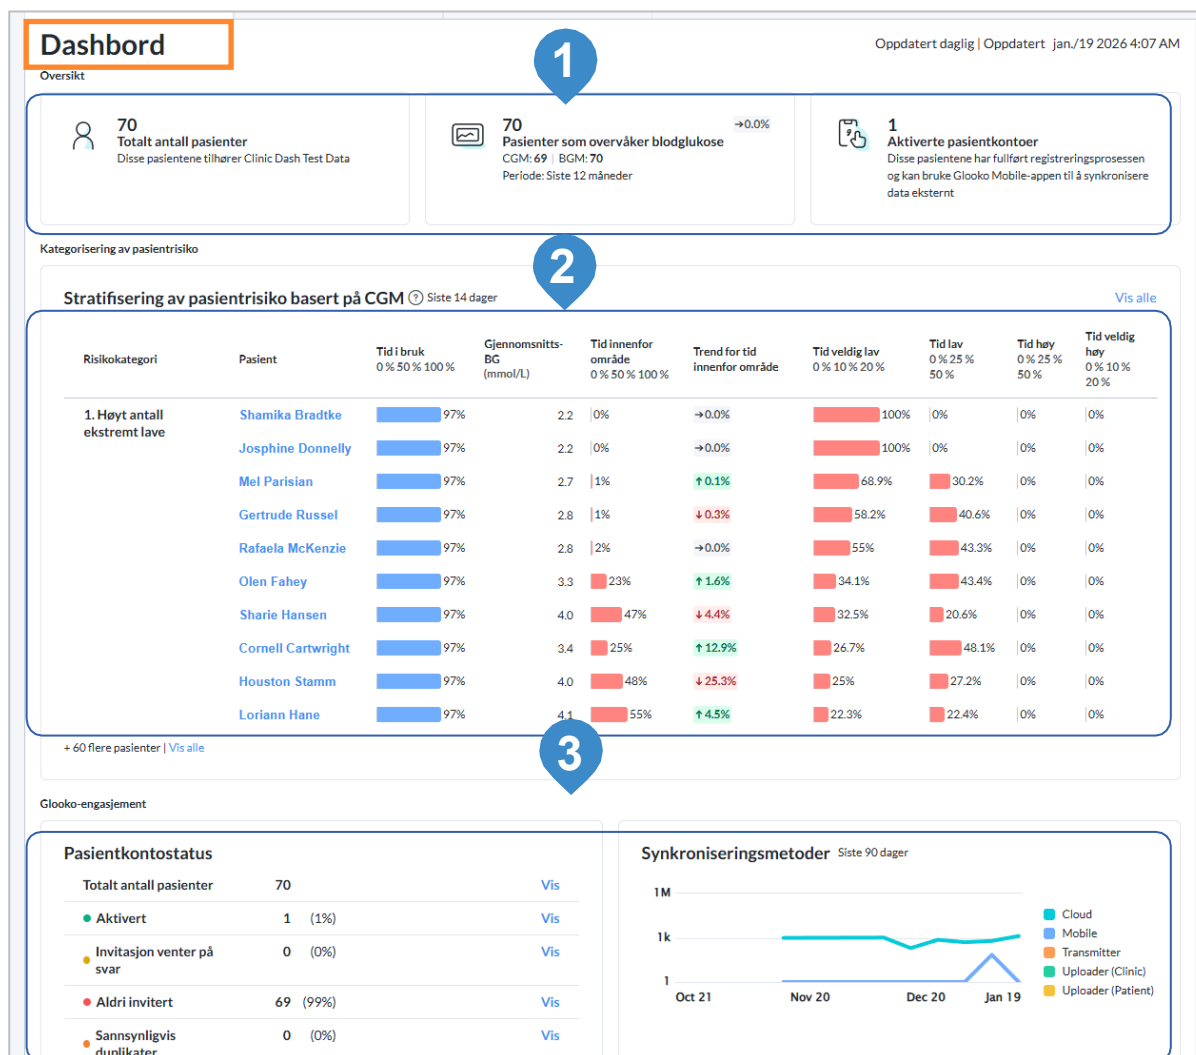 Dashbord
Oppdatert daglig | Oppdatert jan./19 2026 4:07 AM
Oversikt
1
70
Totalt antall pasienter
Disse pasientene tilhører Clinic Dash Test Data
70
→0.0%
Pasienter som overvåker blodglukose
CGM: 69 | BGM: 70
Periode: Siste 12 måneder
1
Aktiverte pasientkontoer
Disse pasientene har fullført registreringsprosessen
og kan bruke Glooko Mobile-appen til å synkronisere
data eksternt
Kategorisering av pasientrisiko
2
Stratifisering av pasientrisiko basert på CGM ? Siste 14 dager
Vis alle
Risikokategori
Pasient
Tid i bruk
0 % 50 % 100 %
Gjennomsnitts-
BG
(mmol/L)
Tid innenfor
område
0 % 50 % 100 %
Trend for tid
innenfor område
Tid veldig lav
0 % 10 % 20 %
Tid lav
0 % 25 %
50 %
Tid høy
0 % 25 %
50 %
Tid veldig
høy
0 % 10 %
20 %
1. Høyt antall
ekstremt lave
Shamika Bradtke 97% 2.2 0% →0.0% 100% 0% 0% 0%
Josphine Donnelly 97% 2.2 0% →0.0% 100% 0% 0% 0%
Mel Parisian 97% 2.7 1% ↑0.1% 68.9% 30.2% 0% 0%
Gertrude Russel 97% 2.8 1% ↓0.3% 58.2% 40.6% 0% 0%
Rafaela McKenzie 97% 2.8 2% →0.0% 55% 43.3% 0% 0%
Olen Fahey 97% 3.3 23% ↑1.6% 34.1% 43.4% 0% 0%
Sharie Hansen 97% 4.0 47% ↓4.4% 32.5% 20.6% 0% 0%
Cornell Cartwright 97% 3.4 25% ↑12.9% 26.7% 48.1% 0% 0%
Houston Stamm 97% 4.0 48% ↓25.3% 25% 27.2% 0% 0%
Loriann Hane 97% 4.1 55% ↑4.5% 22.3% 22.4% 0% 0%
+ 60 flere pasienter | Vis alle
3
Glooko-engasjement
Pasientkontostatus
Totalt antall pasienter 70 Vis
Aktivert 1 (1%) Vis
Invitasjon venter på
svar
0 (0%) Vis
Aldri invitert 69 (99%) Vis
Sannsynligvis
duplikater
0 (0%) Vis
Synkroniseringsmetoder Siste 90 dager
1M
1k
1
Oct 21 Nov 20 Dec 20 Jan 19
Cloud
Mobile
Transmitter
Uploader (Clinic)
Uploader (Patient)